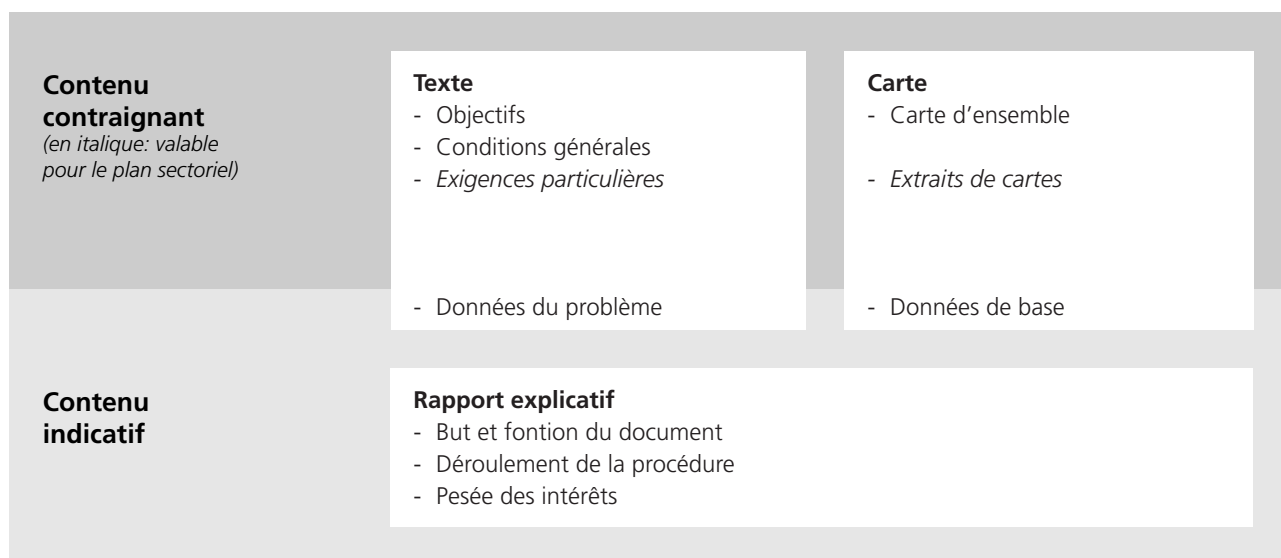 Contenu
contraignant
(en italique: valable
pour le plan sectoriel)
Texte
- Objectifs
- Conditions générales
- Exigences particulières
- Données du problème
Carte
- Carte d’ensemble
- Extraits de cartes
- Données de base
Contenu
indicatif
Rapport explicatif
- But et fontion du document
- Déroulement de la procédure
- Pesée des intérêts